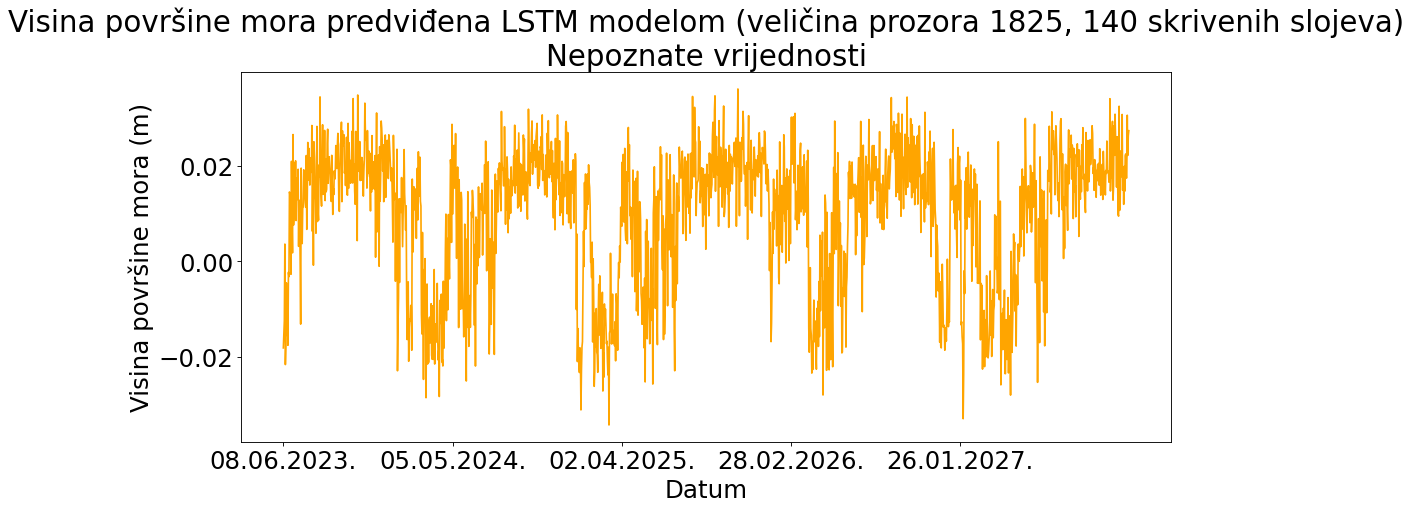 Visina površine mora predviđena LSTM modelom (veličina prozora 1825, 140 skrivenih slojeva)
Nepoznate vrijednosti
Visina površine mora (m)
0.02
0.00
−0.02
08.06.2023. 05.05.2024. 02.04.2025. 28.02.2026. 26.01.2027.
Datum